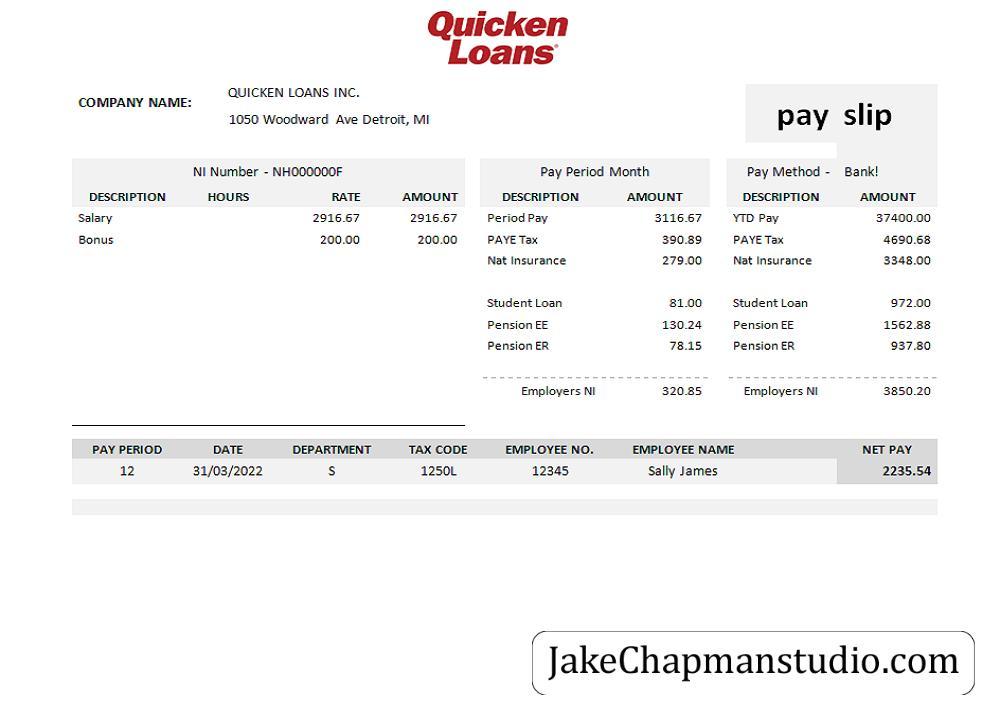 Quicken
Loans
COMPANY NAME:
QUICKEN LOANS INC.
1050 Woodward Ave Detroit, MI
pay slip
NI Number - NH000000F
DESCRIPTION HOURS RATE AMOUNT
Salary 2916.67 2916.67
Bonus 200.00 200.00
Pay Period Month
DESCRIPTION AMOUNT
Period Pay 3116.67
PAYE Tax 390.89
Nat Insurance 279.00
Student Loan 81.00
Pension EE 130.24
Pension ER 78.15
Employers NI 320.85
Pay Method - Bank!
DESCRIPTION AMOUNT
YTD Pay 37400.00
PAYE Tax 4690.68
Nat Insurance 3348.00
Student Loan 972.00
Pension EE 1562.88
Pension ER 937.80
Employers NI 3850.20
PAY PERIOD DATE DEPARTMENT TAX CODE EMPLOYEE NO. EMPLOYEE NAME NET PAY
12 31/03/2022 S 1250L 12345 Sally James 2235.54
JakeChapmanstudio.com